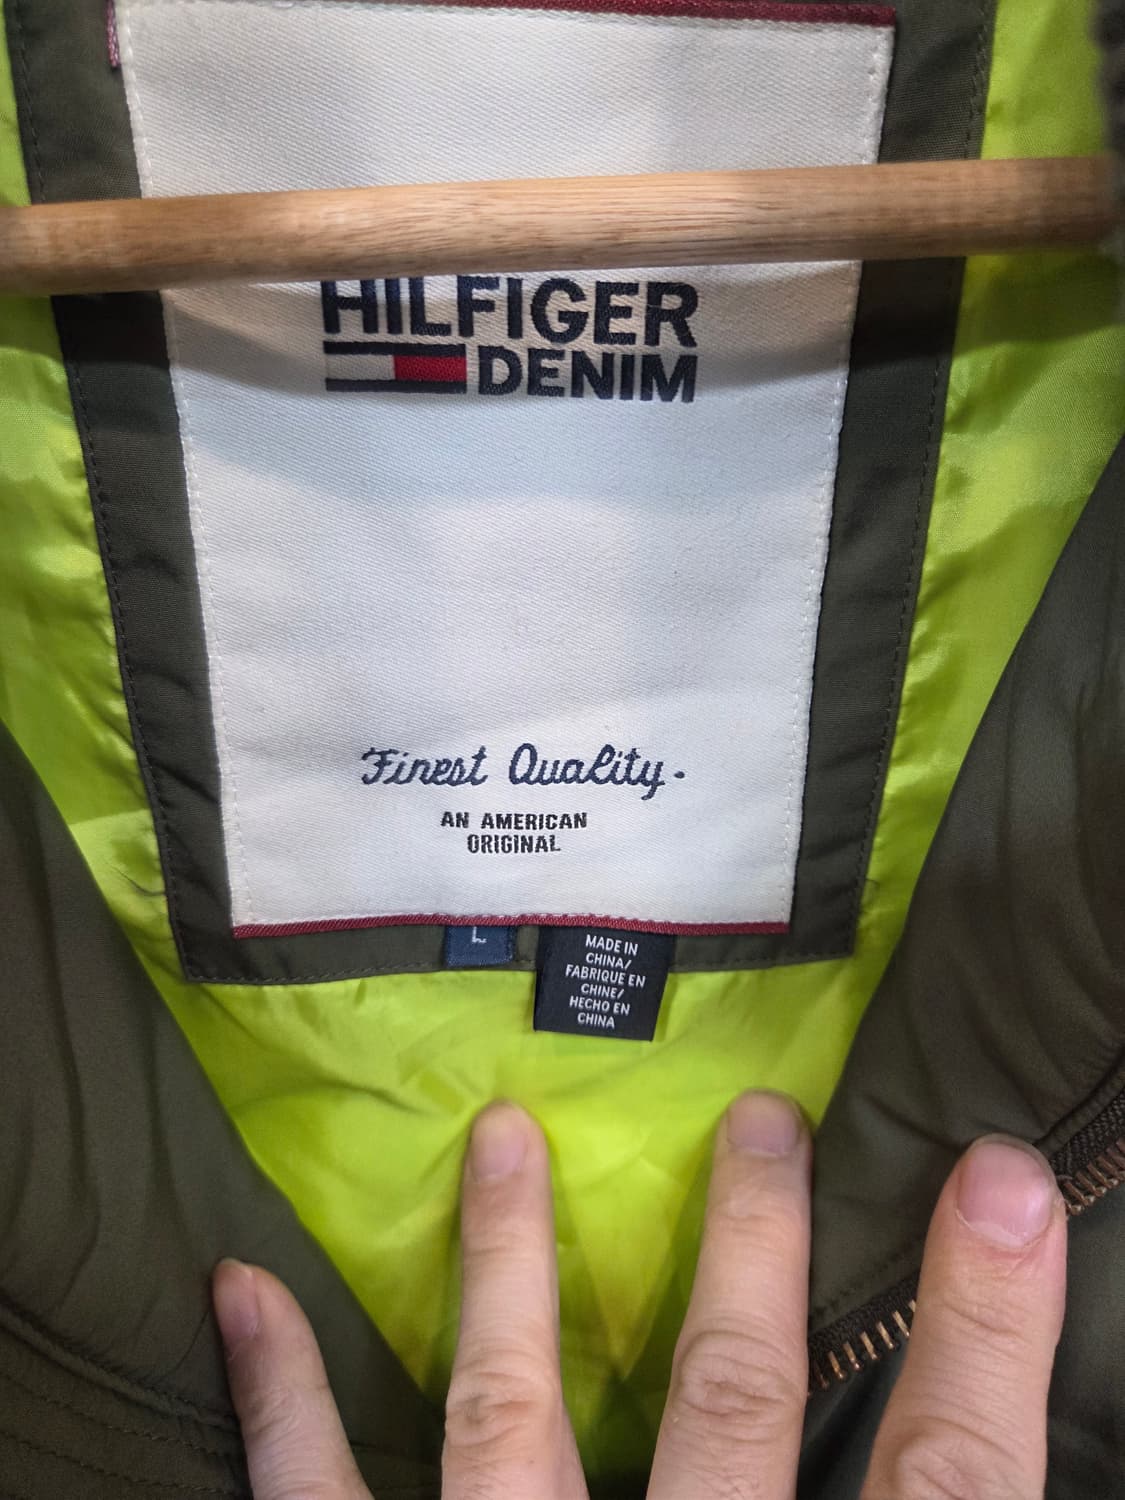 HILFIGER
DENIM
Finest Quality.
AN AMERICAN
ORIGINAL
L
MADE IN
CHINA/
FABRIQUE EN
CHINE/
HECHO EN
CHINA